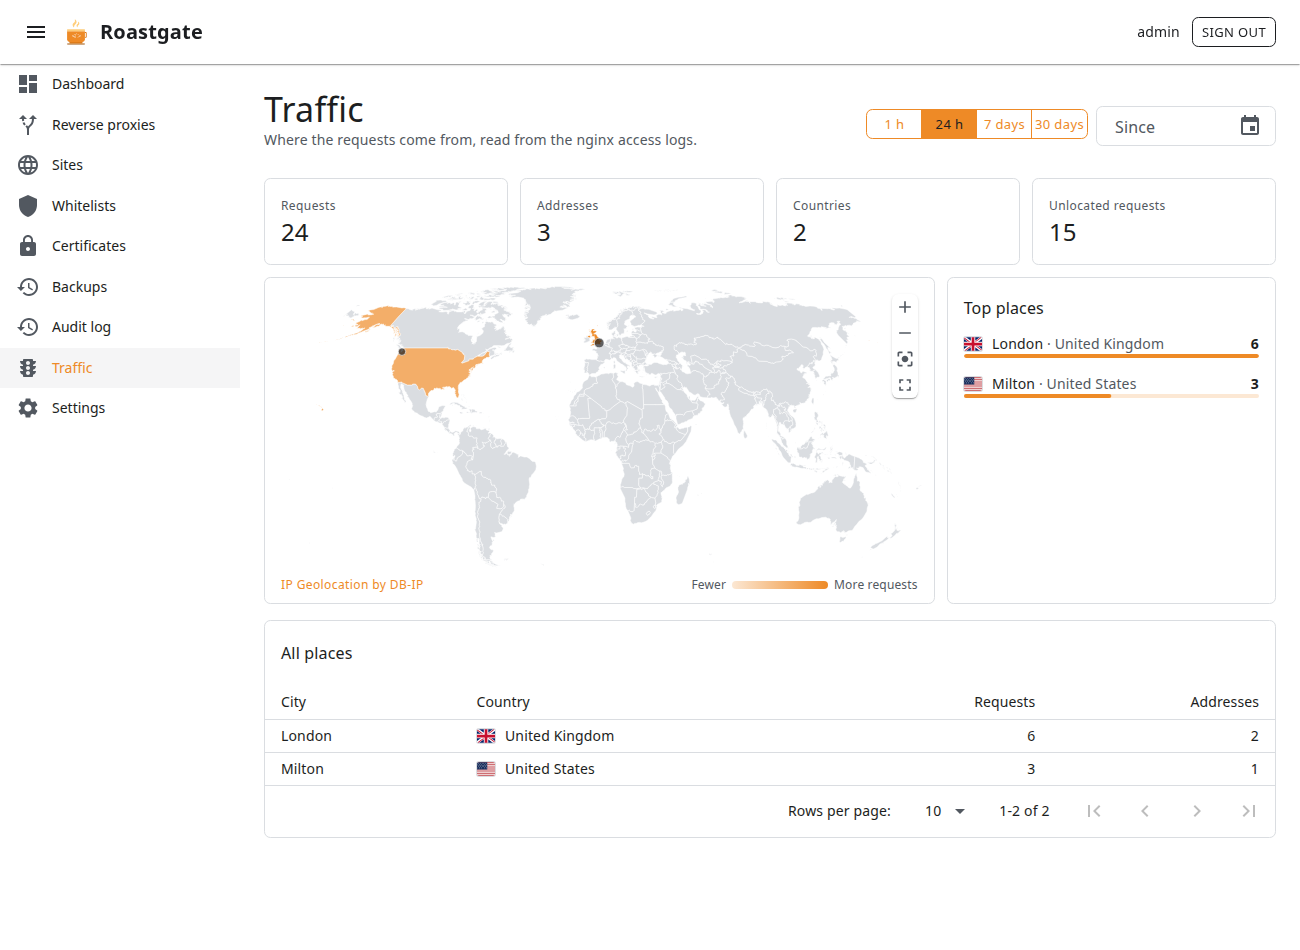 Roastgate
admin
SIGN OUT
Dashboard
Reverse proxies
Sites
Whitelists
Certificates
Backups
Audit log
Traffic
Settings
Traffic
Where the requests come from, read from the nginx access logs.
1 h
24 h
7 days
30 days
Since
Requests
24
Addresses
3
Countries
2
Unlocated requests
15
IP Geolocation by DB-IP
Fewer
More requests
Top places
London · United Kingdom 6
Milton · United States 3
All places
City Country Requests Addresses
London United Kingdom 6 2
Milton United States 3 1
Rows per page: 10 1-2 of 2